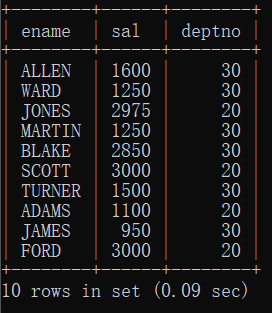 +--------+------+--------+
| ename  | sal  | deptno |
+--------+------+--------+
| ALLEN  | 1600 |     30 |
| WARD   | 1250 |     30 |
| JONES  | 2975 |     20 |
| MARTIN | 1250 |     30 |
| BLAKE  | 2850 |     30 |
| SCOTT  | 3000 |     20 |
| TURNER | 1500 |     30 |
| ADAMS  | 1100 |     20 |
| JAMES  |  950 |     30 |
| FORD   | 3000 |     20 |
+--------+------+--------+
10 rows in set (0.09 sec)